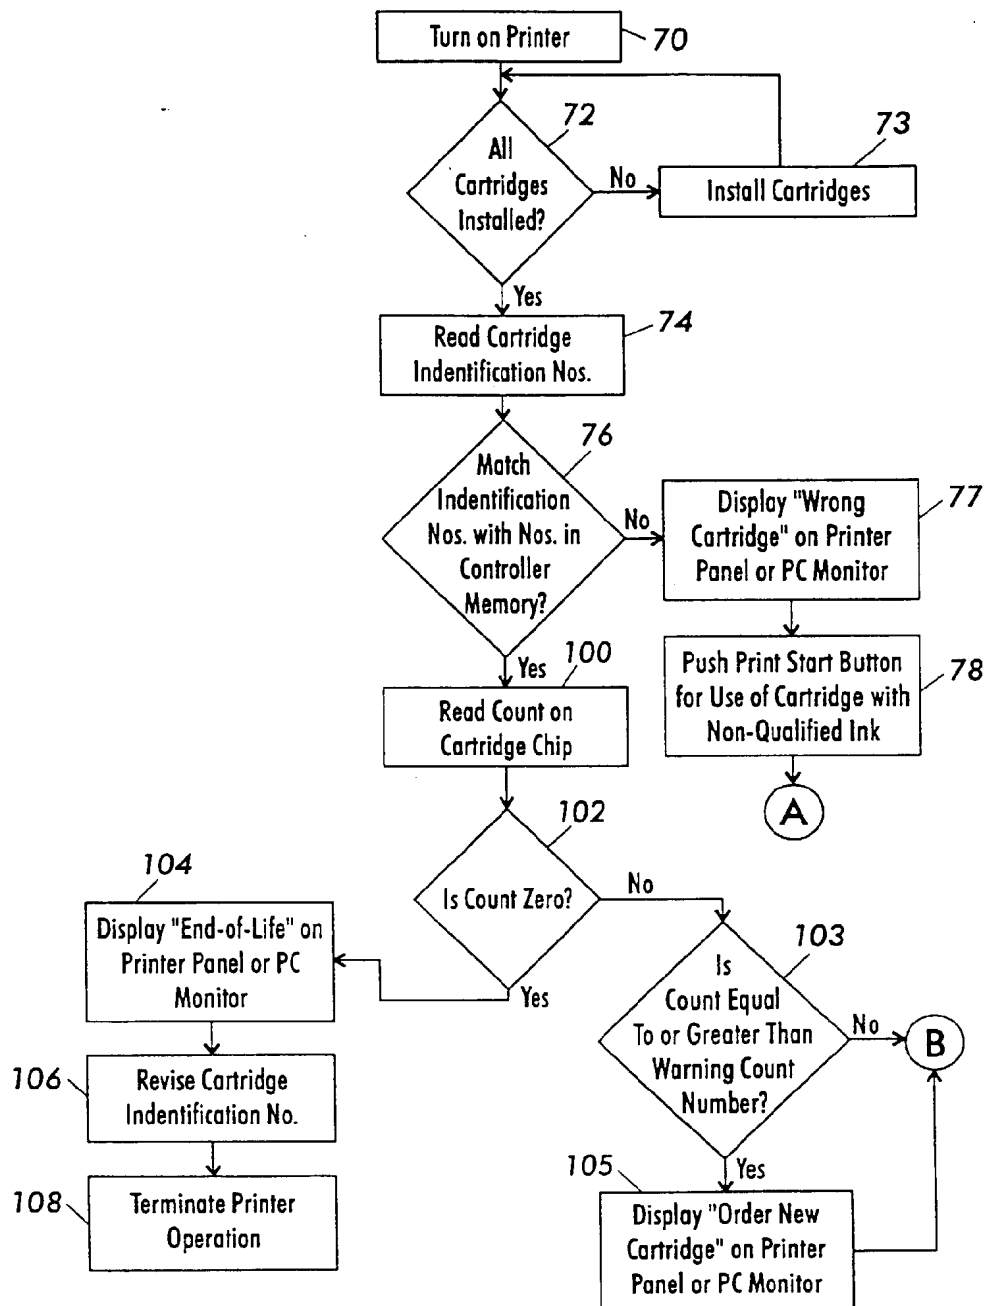 Turn on Printer
70
72
All
Cartridges
Installed?
No
73
Install Cartridges
Yes
74
Read Cartridge
Indentification Nos.
76
Match
Indentification
Nos. with Nos. in
Controller
Memory?
No
77
Display "Wrong
Cartridge" on Printer
Panel or PC Monitor
78
Push Print Start Button
for Use of Cartridge with
Non-Qualified Ink
A
Yes
100
Read Count on
Cartridge Chip
102
Is Count Zero?
No
Yes
104
Display "End-of-Life" on
Printer Panel or PC
Monitor
106
Revise Cartridge
Indentification No.
108
Terminate Printer
Operation
103
Is
Count Equal
To or Greater Than
Warning Count
Number?
No
B
Yes
105
Display "Order New
Cartridge" on Printer
Panel or PC Monitor